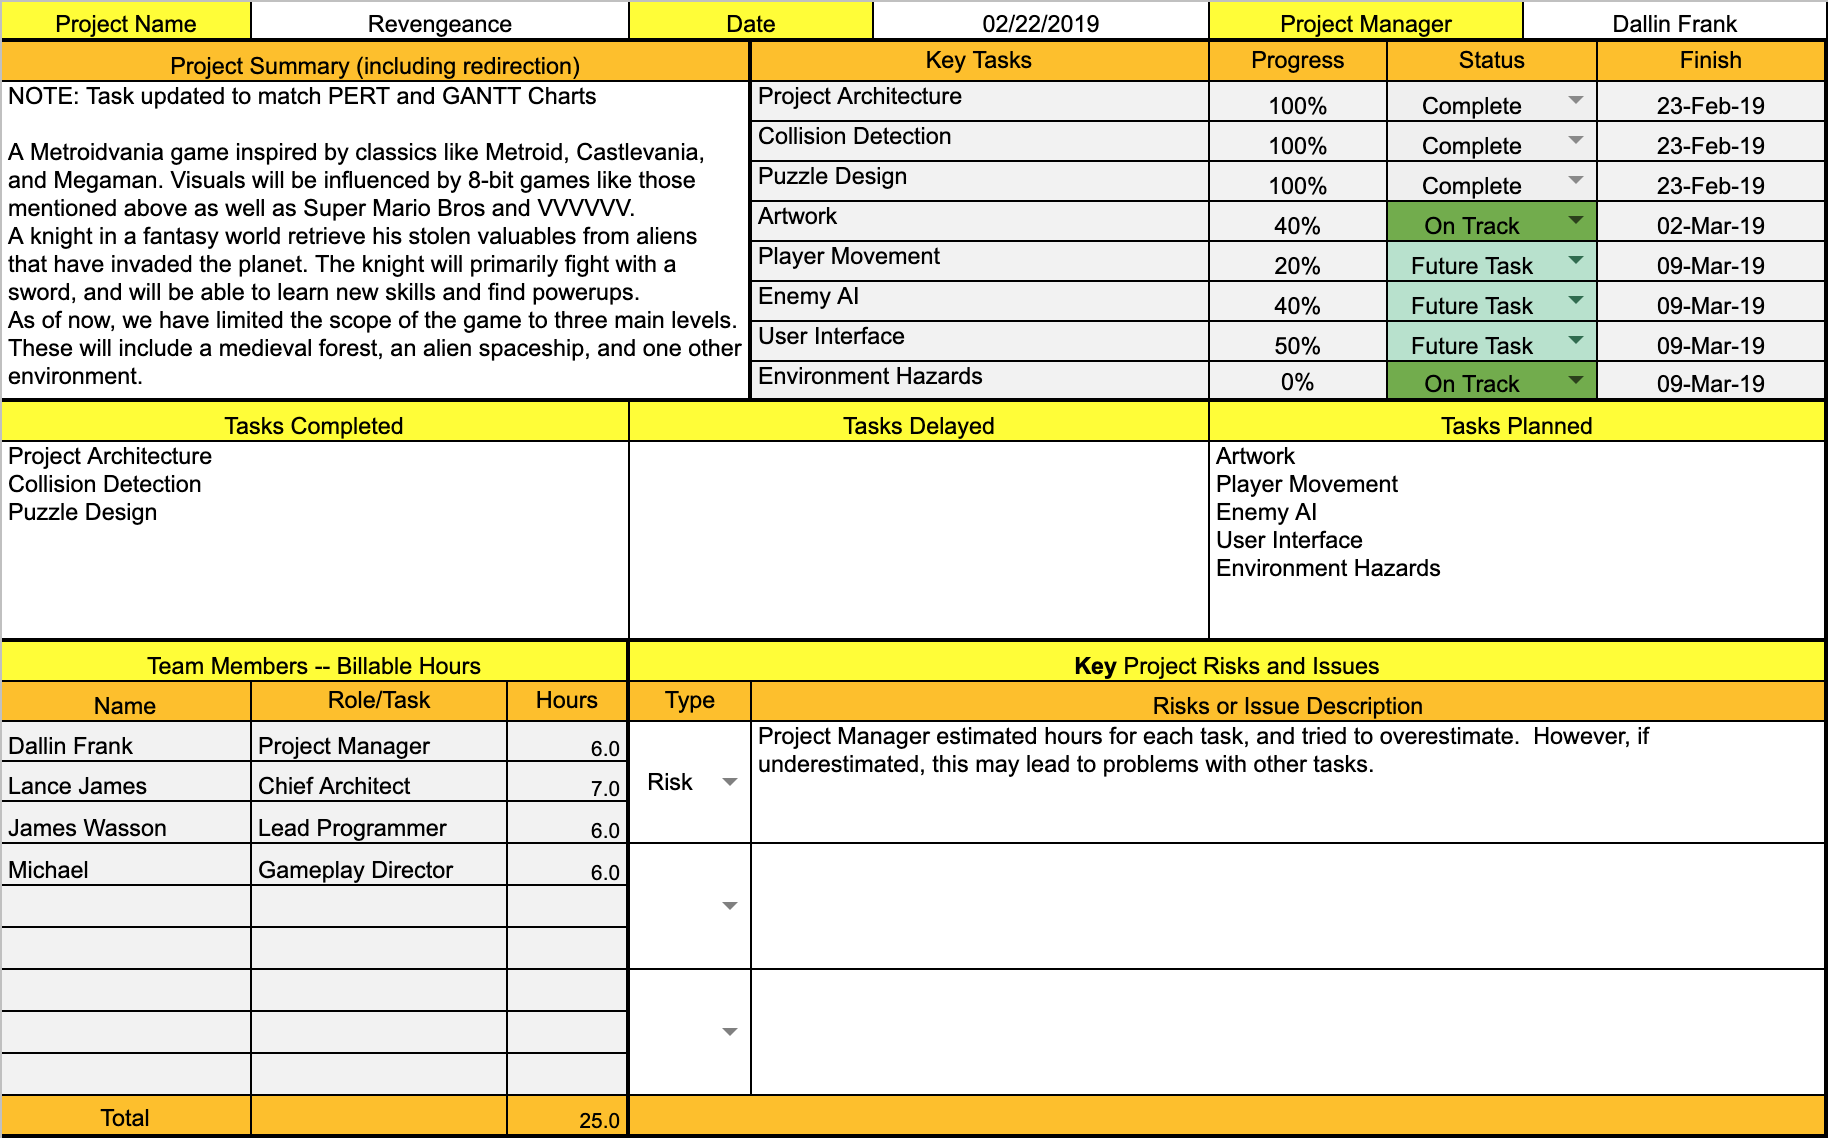 Project Name Revengeance Date 02/22/2019 Project Manager Dallin Frank
Project Summary (including redirection)
NOTE: Task updated to match PERT and GANTT Charts
A Metroidvania game inspired by classics like Metroid, Castlevania,
and Megaman. Visuals will be influenced by 8-bit games like those
mentioned above as well as Super Mario Bros and VVVVVV.
A knight in a fantasy world retrieve his stolen valuables from aliens
that have invaded the planet. The knight will primarily fight with a
sword, and will be able to learn new skills and find powerups.
As of now, we have limited the scope of the game to three main levels.
These will include a medieval forest, an alien spaceship, and one other
environment.
Key Tasks Progress Status Finish
Project Architecture 100% Complete 23-Feb-19
Collision Detection 100% Complete 23-Feb-19
Puzzle Design 100% Complete 23-Feb-19
Artwork 40% On Track 02-Mar-19
Player Movement 20% Future Task 09-Mar-19
Enemy AI 40% Future Task 09-Mar-19
User Interface 50% Future Task 09-Mar-19
Environment Hazards 0% On Track 09-Mar-19
Tasks Completed
Project Architecture
Collision Detection
Puzzle Design
Tasks Delayed
Tasks Planned
Artwork
Player Movement
Enemy AI
User Interface
Environment Hazards
Team Members -- Billable Hours
Name Role/Task Hours
Dallin Frank Project Manager 6.0
Lance James Chief Architect 7.0
James Wasson Lead Programmer 6.0
Michael Gameplay Director 6.0
Total 25.0
Key Project Risks and Issues
Type Risks or Issue Description
Risk
Project Manager estimated hours for each task, and tried to overestimate.  However, if
underestimated, this may lead to problems with other tasks.